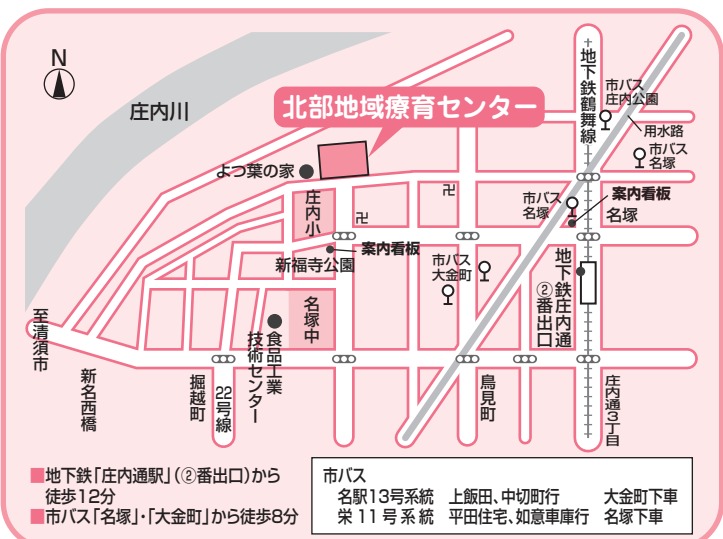 N
庄内川
北部地域療育センター
地下鉄鶴舞線
市バス
庄内公園
用水路
市バス
名塚
よつ葉の家
庄内小
卍
卍
市バス
名塚
案内看板
名塚
案内看板
新福寺公園
市バス
大金町
地下鉄庄内通
②番出口
名塚中
食品工業
技術センター
至清須市
新名西橋
堀越町
22号線
鳥見町
庄内通3丁目
■地下鉄「庄内通駅」(②番出口)から
徒歩12分
■市バス「名塚」・「大金町」から徒歩8分
市バス
名駅13号系統 上飯田、中切町行 大金町下車
栄11号系統 平田住宅、如意車庫行 名塚下車